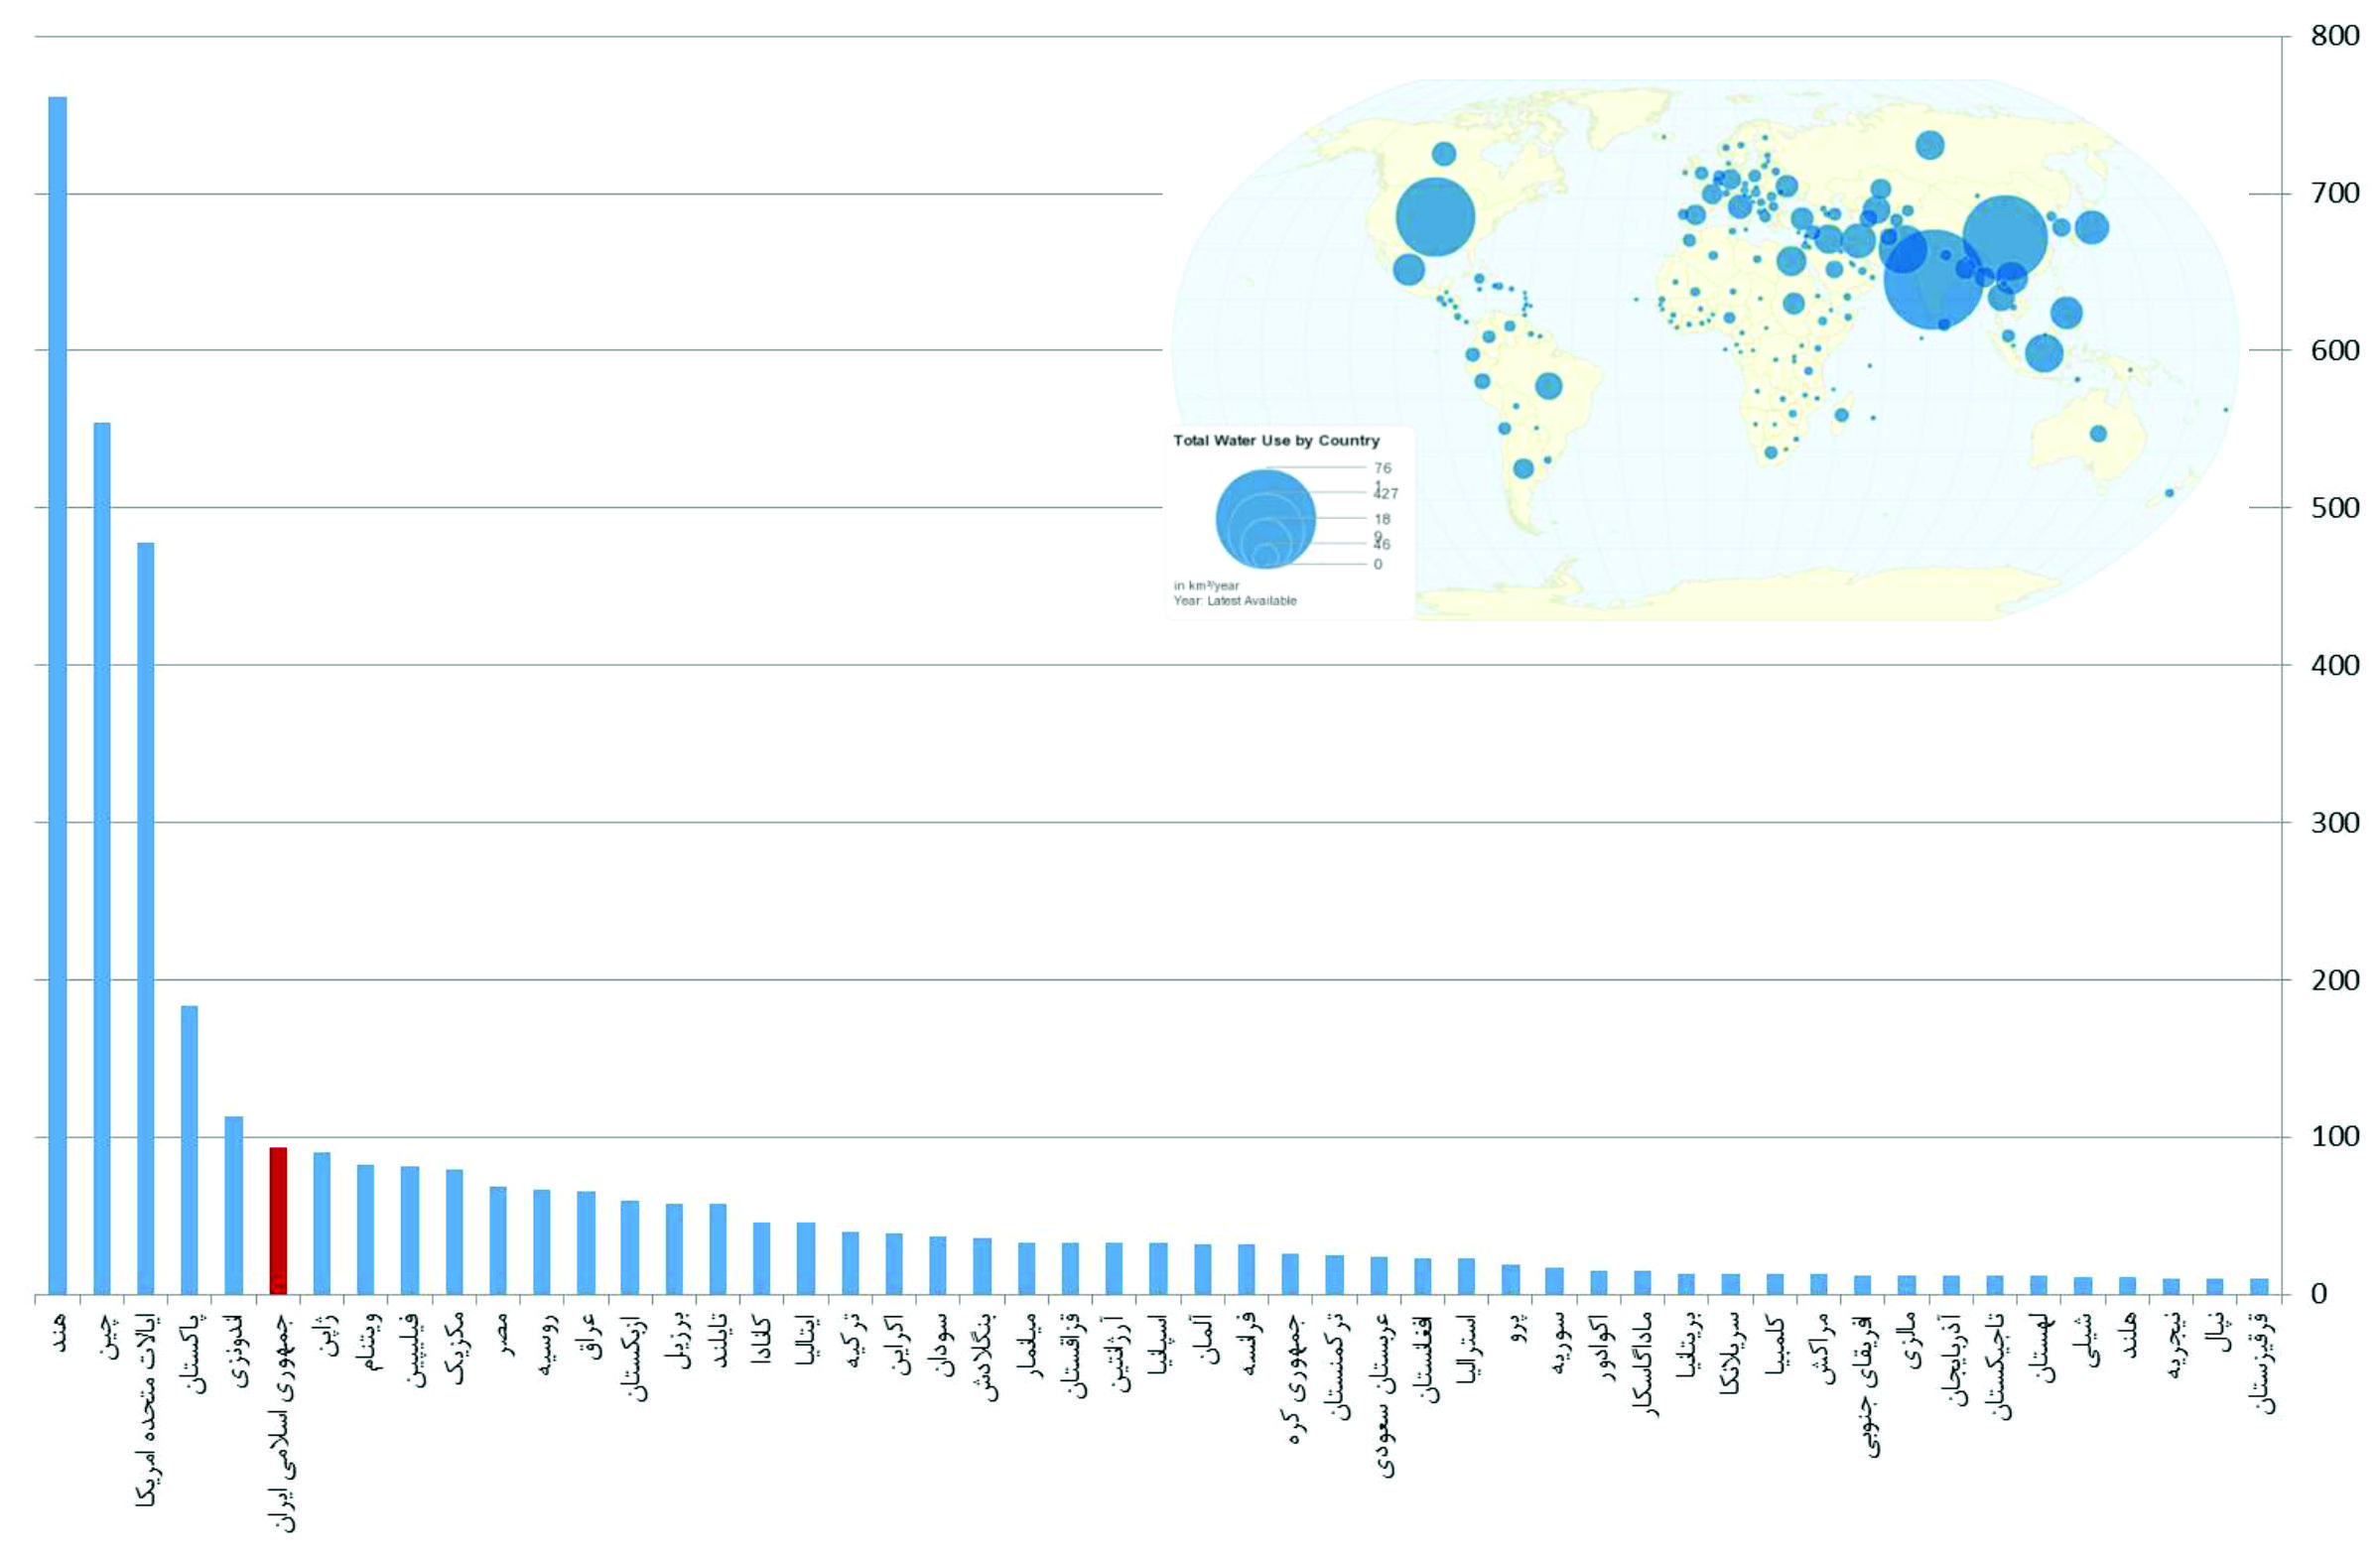 800
700
600
500
400
300
200
100
0
Total Water Use by Country
76
1
427
18
9
46
0
in km³/year
Year: Latest Available
هند
چین
ایالات متحده امریکا
پاکستان
اندونزی
جمهوری اسلامی ایران
ژاپن
ویتنام
فیلیپین
مکزیک
مصر
روسیه
عراق
ازبکستان
برزیل
تایلند
کانادا
ایتالیا
ترکیه
اکراین
سودان
بنگلادش
میانمار
قزاقستان
آرژانتین
اسپانیا
آلمان
فرانسه
جمهوری کره
ترکمنستان
عربستان سعودی
افغانستان
استرالیا
پرو
سوریه
اکوادور
ماداگاسکار
بریتانیا
سریلانکا
کلمبیا
مراکش
افریقای جنوبی
مالزی
آذربایجان
تاجیکستان
لهستان
شیلی
هلند
نیجریه
نپال
قرقیزستان